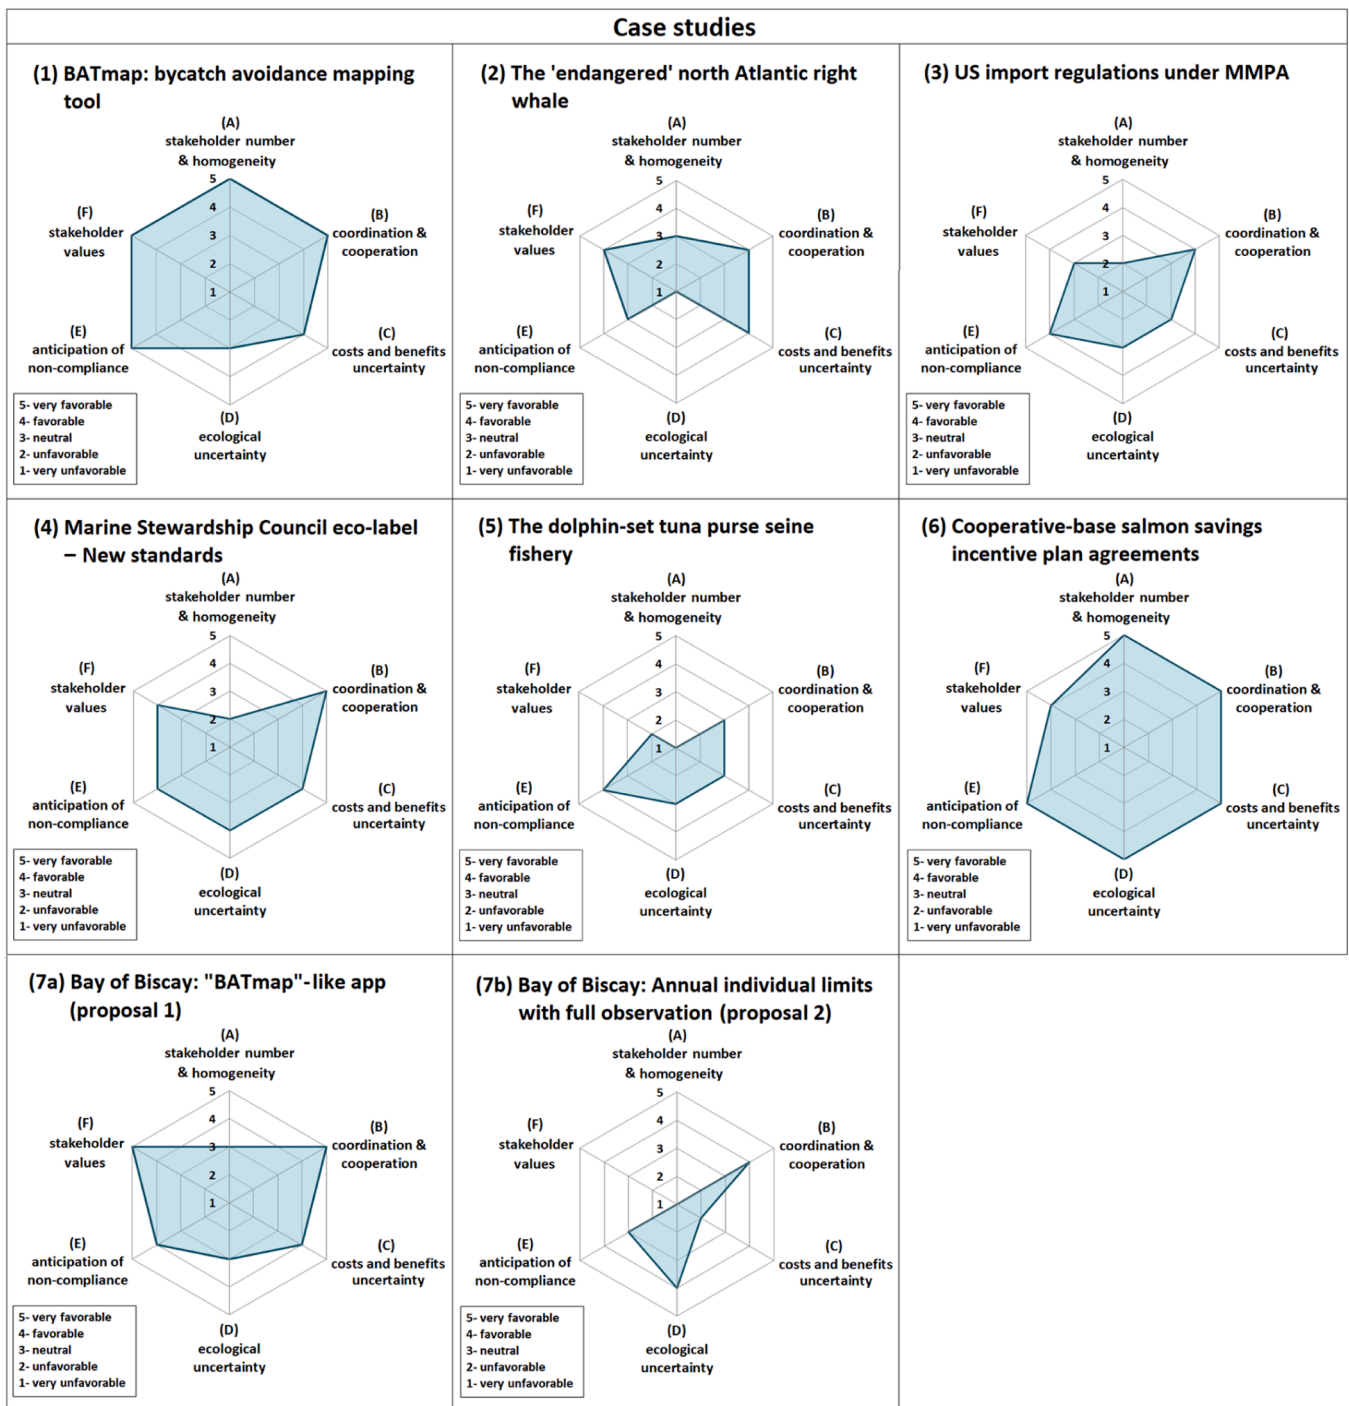 Case studies
(1) BATmap: bycatch avoidance mapping
tool
(A)
stakeholder number
& homogeneity
5
4
3
2
1
(B)
coordination &
cooperation
(C)
costs and benefits
uncertainty
(D)
ecological
uncertainty
(E)
anticipation of
non-compliance
(F)
stakeholder
values
5- very favorable
4- favorable
3- neutral
2- unfavorable
1- very unfavorable
(2) The 'endangered' north Atlantic right
whale
(A)
stakeholder number
& homogeneity
5
4
3
2
1
(B)
coordination &
cooperation
(C)
costs and benefits
uncertainty
(D)
ecological
uncertainty
(E)
anticipation of
non-compliance
(F)
stakeholder
values
5- very favorable
4- favorable
3- neutral
2- unfavorable
1- very unfavorable
(3) US import regulations under MMPA
(A)
stakeholder number
& homogeneity
5
4
3
2
1
(B)
coordination &
cooperation
(C)
costs and benefits
uncertainty
(D)
ecological
uncertainty
(E)
anticipation of
non-compliance
(F)
stakeholder
values
5- very favorable
4- favorable
3- neutral
2- unfavorable
1- very unfavorable
(4) Marine Stewardship Council eco-label
– New standards
(A)
stakeholder number
& homogeneity
5
4
3
2
1
(B)
coordination &
cooperation
(C)
costs and benefits
uncertainty
(D)
ecological
uncertainty
(E)
anticipation of
non-compliance
(F)
stakeholder
values
5- very favorable
4- favorable
3- neutral
2- unfavorable
1- very unfavorable
(5) The dolphin-set tuna purse seine
fishery
(A)
stakeholder number
& homogeneity
5
4
3
2
1
(B)
coordination &
cooperation
(C)
costs and benefits
uncertainty
(D)
ecological
uncertainty
(E)
anticipation of
non-compliance
(F)
stakeholder
values
5- very favorable
4- favorable
3- neutral
2- unfavorable
1- very unfavorable
(6) Cooperative-base salmon savings
incentive plan agreements
(A)
stakeholder number
& homogeneity
5
4
3
2
1
(B)
coordination &
cooperation
(C)
costs and benefits
uncertainty
(D)
ecological
uncertainty
(E)
anticipation of
non-compliance
(F)
stakeholder
values
5- very favorable
4- favorable
3- neutral
2- unfavorable
1- very unfavorable
(7a) Bay of Biscay: "BATmap"-like app
(proposal 1)
(A)
stakeholder number
& homogeneity
5
4
3
2
1
(B)
coordination &
cooperation
(C)
costs and benefits
uncertainty
(D)
ecological
uncertainty
(E)
anticipation of
non-compliance
(F)
stakeholder
values
5- very favorable
4- favorable
3- neutral
2- unfavorable
1- very unfavorable
(7b) Bay of Biscay: Annual individual limits
with full observation (proposal 2)
(A)
stakeholder number
& homogeneity
5
4
3
2
1
(B)
coordination &
cooperation
(C)
costs and benefits
uncertainty
(D)
ecological
uncertainty
(E)
anticipation of
non-compliance
(F)
stakeholder
values
5- very favorable
4- favorable
3- neutral
2- unfavorable
1- very unfavorable